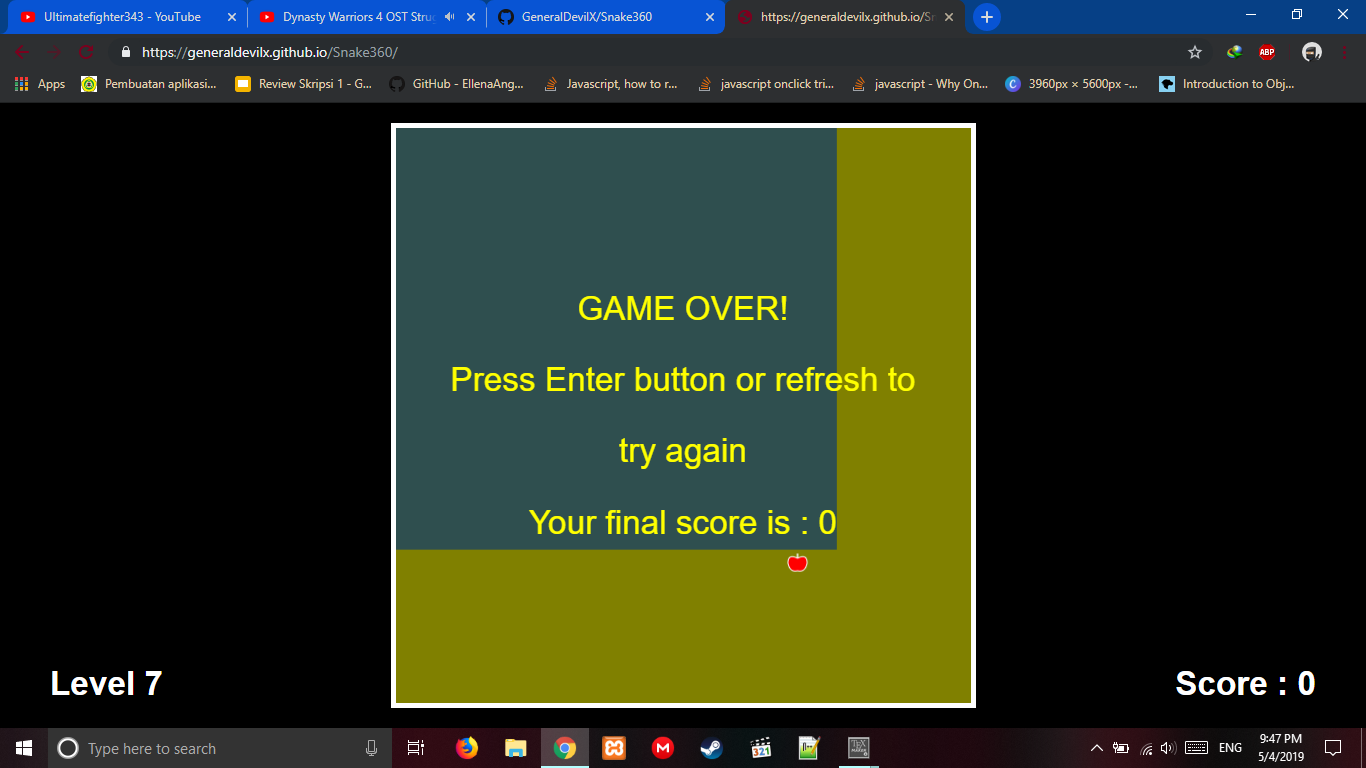 Ultimatefighter343 - YouTube
Dynasty Warriors 4 OST Strug
GeneralDevilX/Snake360
https://generaldevilx.github.io/Sn
https://generaldevilx.github.io/Snake360/
ABP
Apps
Pembuatan aplikasi...
Review Skripsi 1 - G...
GitHub - EllenaAng...
Javascript, how to r...
javascript onclick tri...
javascript - Why On...
3960px × 5600px -...
Introduction to Obj...
GAME OVER!
Press Enter button or refresh to
try again
Your final score is : 0
Level 7
Score : 0
Type here to search
321
ENG
9:47 PM
5/4/2019